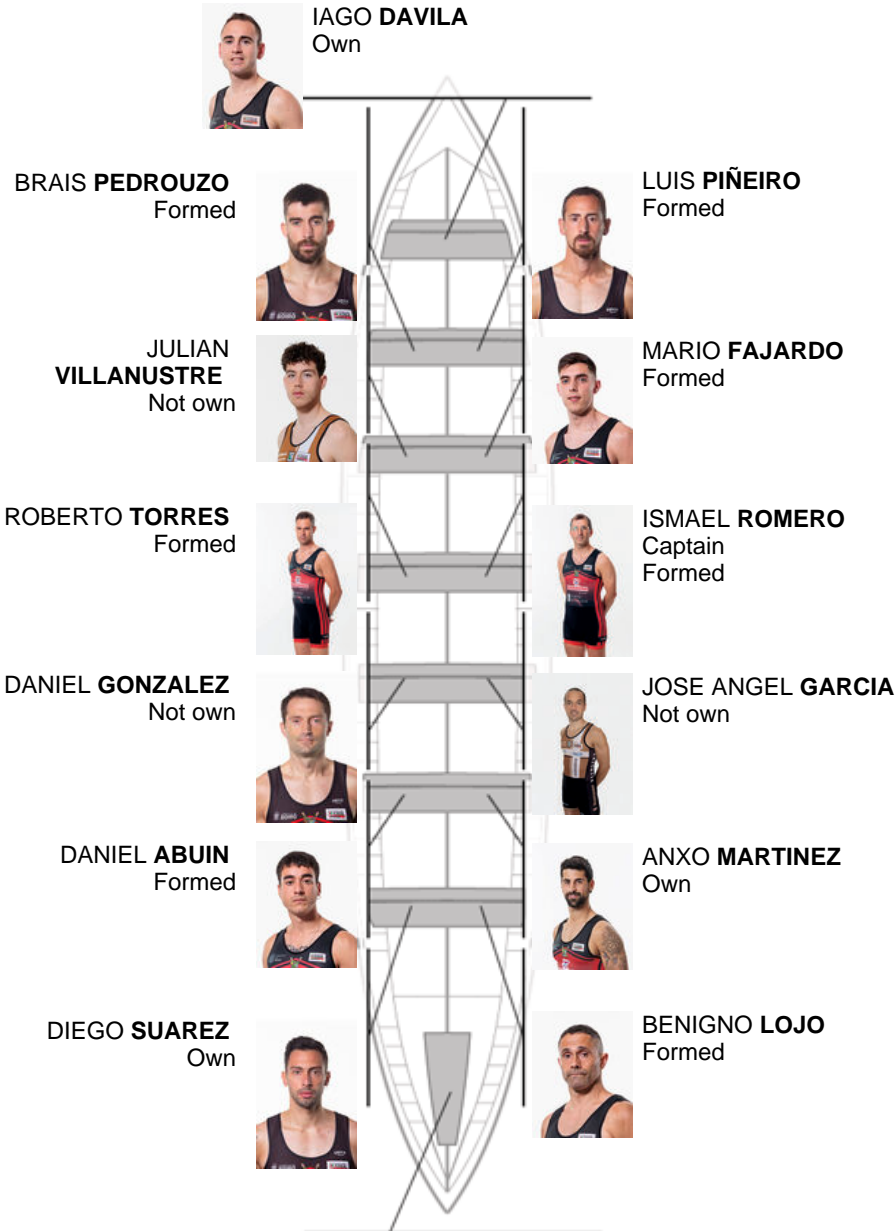 IAGO DAVILA
Own
BRAIS PEDROUZO
Formed
LUIS PIÑEIRO
Formed
JULIAN
VILLANUSTRE
Not own
MARIO FAJARDO
Formed
ROBERTO TORRES
Formed
ISMAEL ROMERO
Captain
Formed
DANIEL GONZALEZ
Not own
JOSE ANGEL GARCIA
Not own
DANIEL ABUIN
Formed
ANXO MARTINEZ
Own
DIEGO SUAREZ
Own
BENIGNO LOJO
Formed